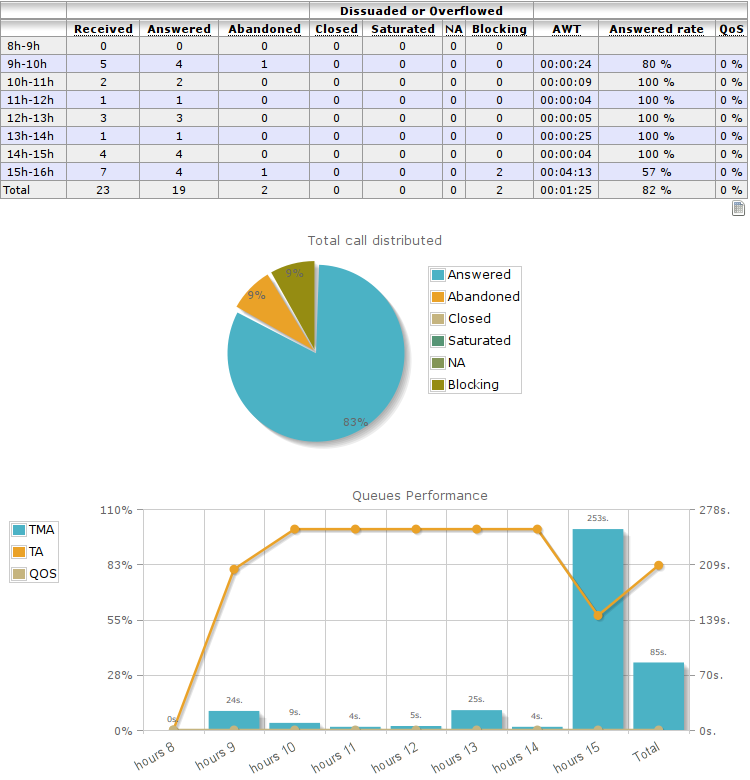 Dissuaded or Overflowed
Received Answered Abandoned Closed Saturated NA Blocking AWT Answered rate QoS
8h-9h 0 0 0 0 0 0 0
9h-10h 5 4 1 0 0 0 0 00:00:24 80 % 0 %
10h-11h 2 2 0 0 0 0 0 00:00:09 100 % 0 %
11h-12h 1 1 0 0 0 0 0 00:00:04 100 % 0 %
12h-13h 3 3 0 0 0 0 0 00:00:05 100 % 0 %
13h-14h 1 1 0 0 0 0 0 00:00:25 100 % 0 %
14h-15h 4 4 0 0 0 0 0 00:00:04 100 % 0 %
15h-16h 7 4 1 0 0 0 2 00:04:13 57 % 0 %
Total 23 19 2 0 0 0 2 00:01:25 82 % 0 %
Total call distributed
9%
9%
83%
Answered
Abandoned
Closed
Saturated
NA
Blocking
Queues Performance
TMA
TA
QOS
110%
83%
55%
28%
0%
278s.
209s.
139s.
70s.
0s.
0s.
24s.
9s.
4s.
5s.
25s.
4s.
253s.
85s.
hours 8
hours 9
hours 10
hours 11
hours 12
hours 13
hours 14
hours 15
Total